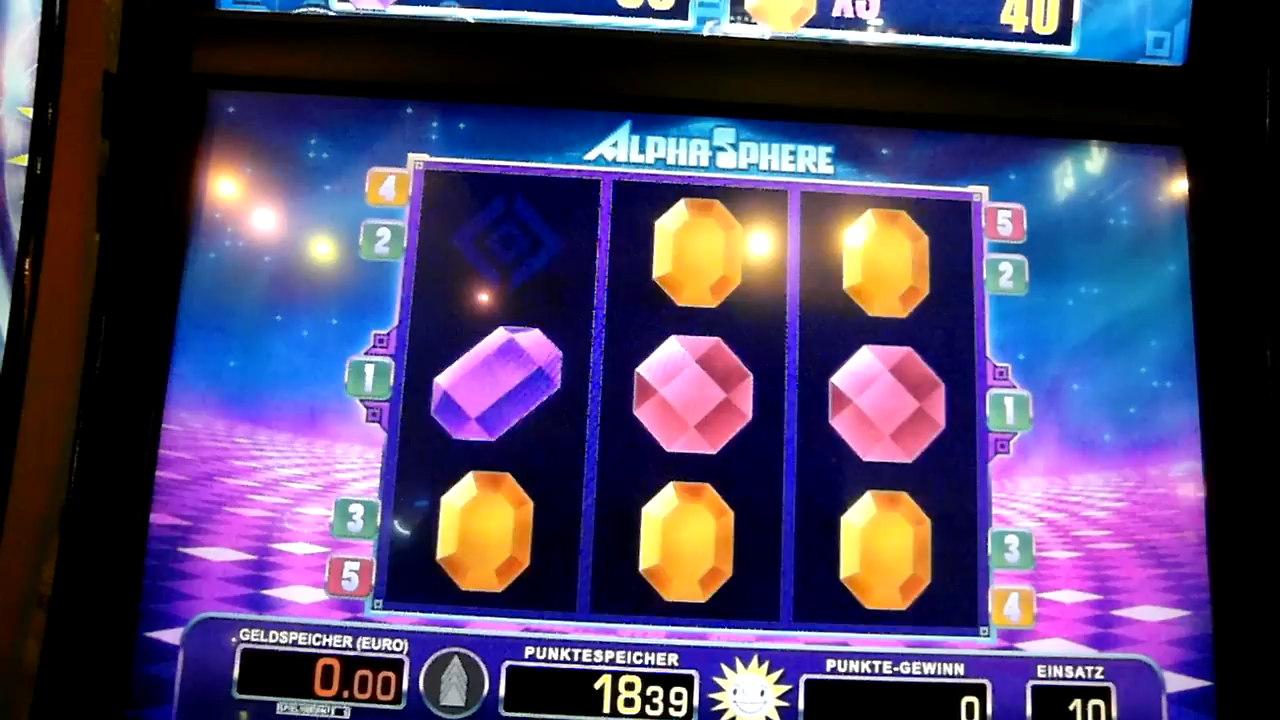 X5 40
ALPHA SPHERE
4
5
2
2
1
1
3
3
5
4
GELDSPEICHER (EURO) PUNKTESPEICHER PUNKTE-GEWINN EINSATZ
0.00 1839 0 10